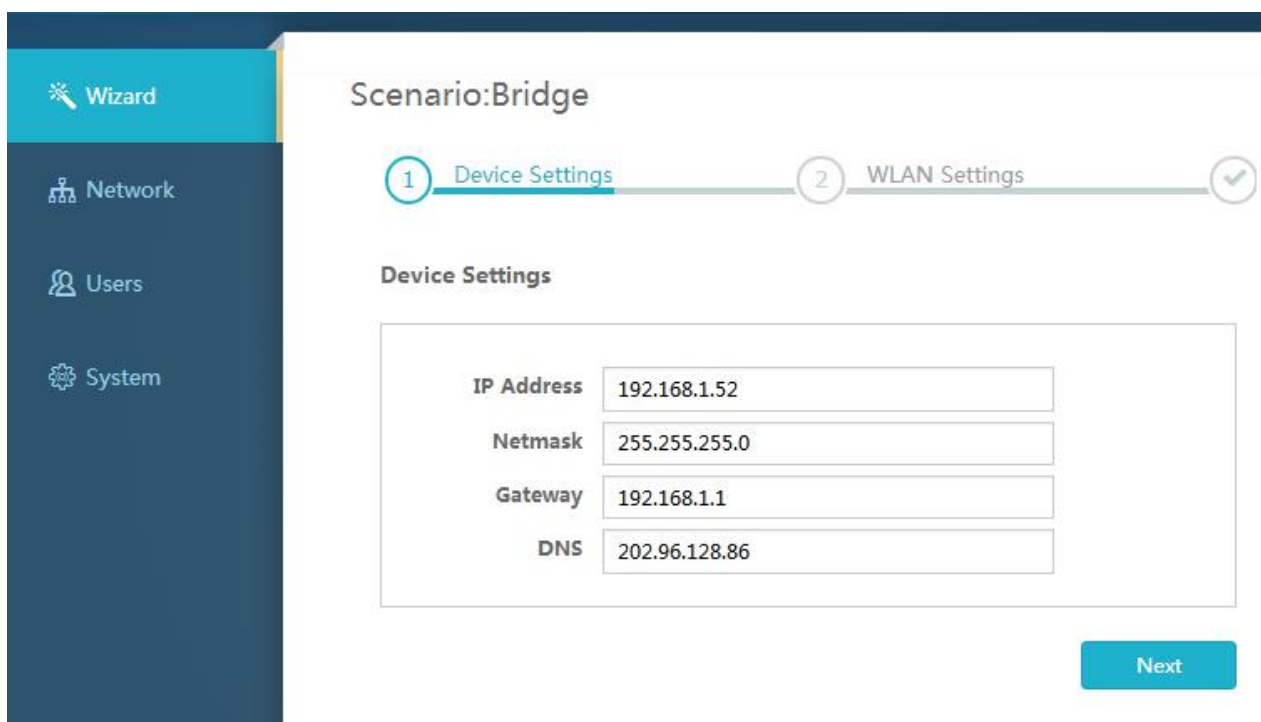 Wizard
Network
Users
System
Scenario:Bridge
1 Device Settings 2 WLAN Settings
Device Settings
IP Address 192.168.1.52
Netmask 255.255.255.0
Gateway 192.168.1.1
DNS 202.96.128.86
Next